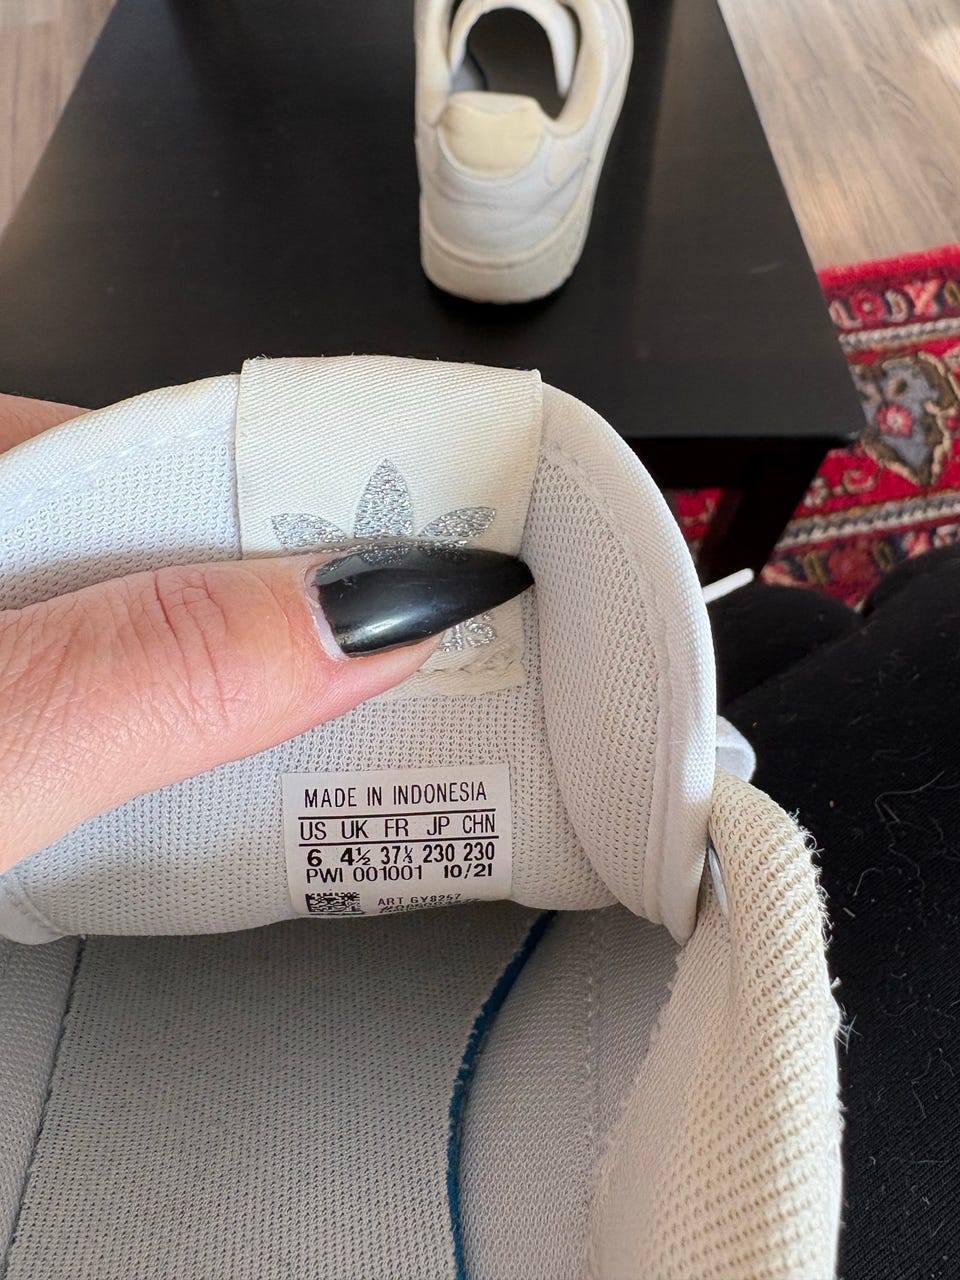 MADE IN INDONESIA
US UK FR JP CHN
6 4½ 37⅓ 230 230
PWI 001001 10/21
ART GY8257